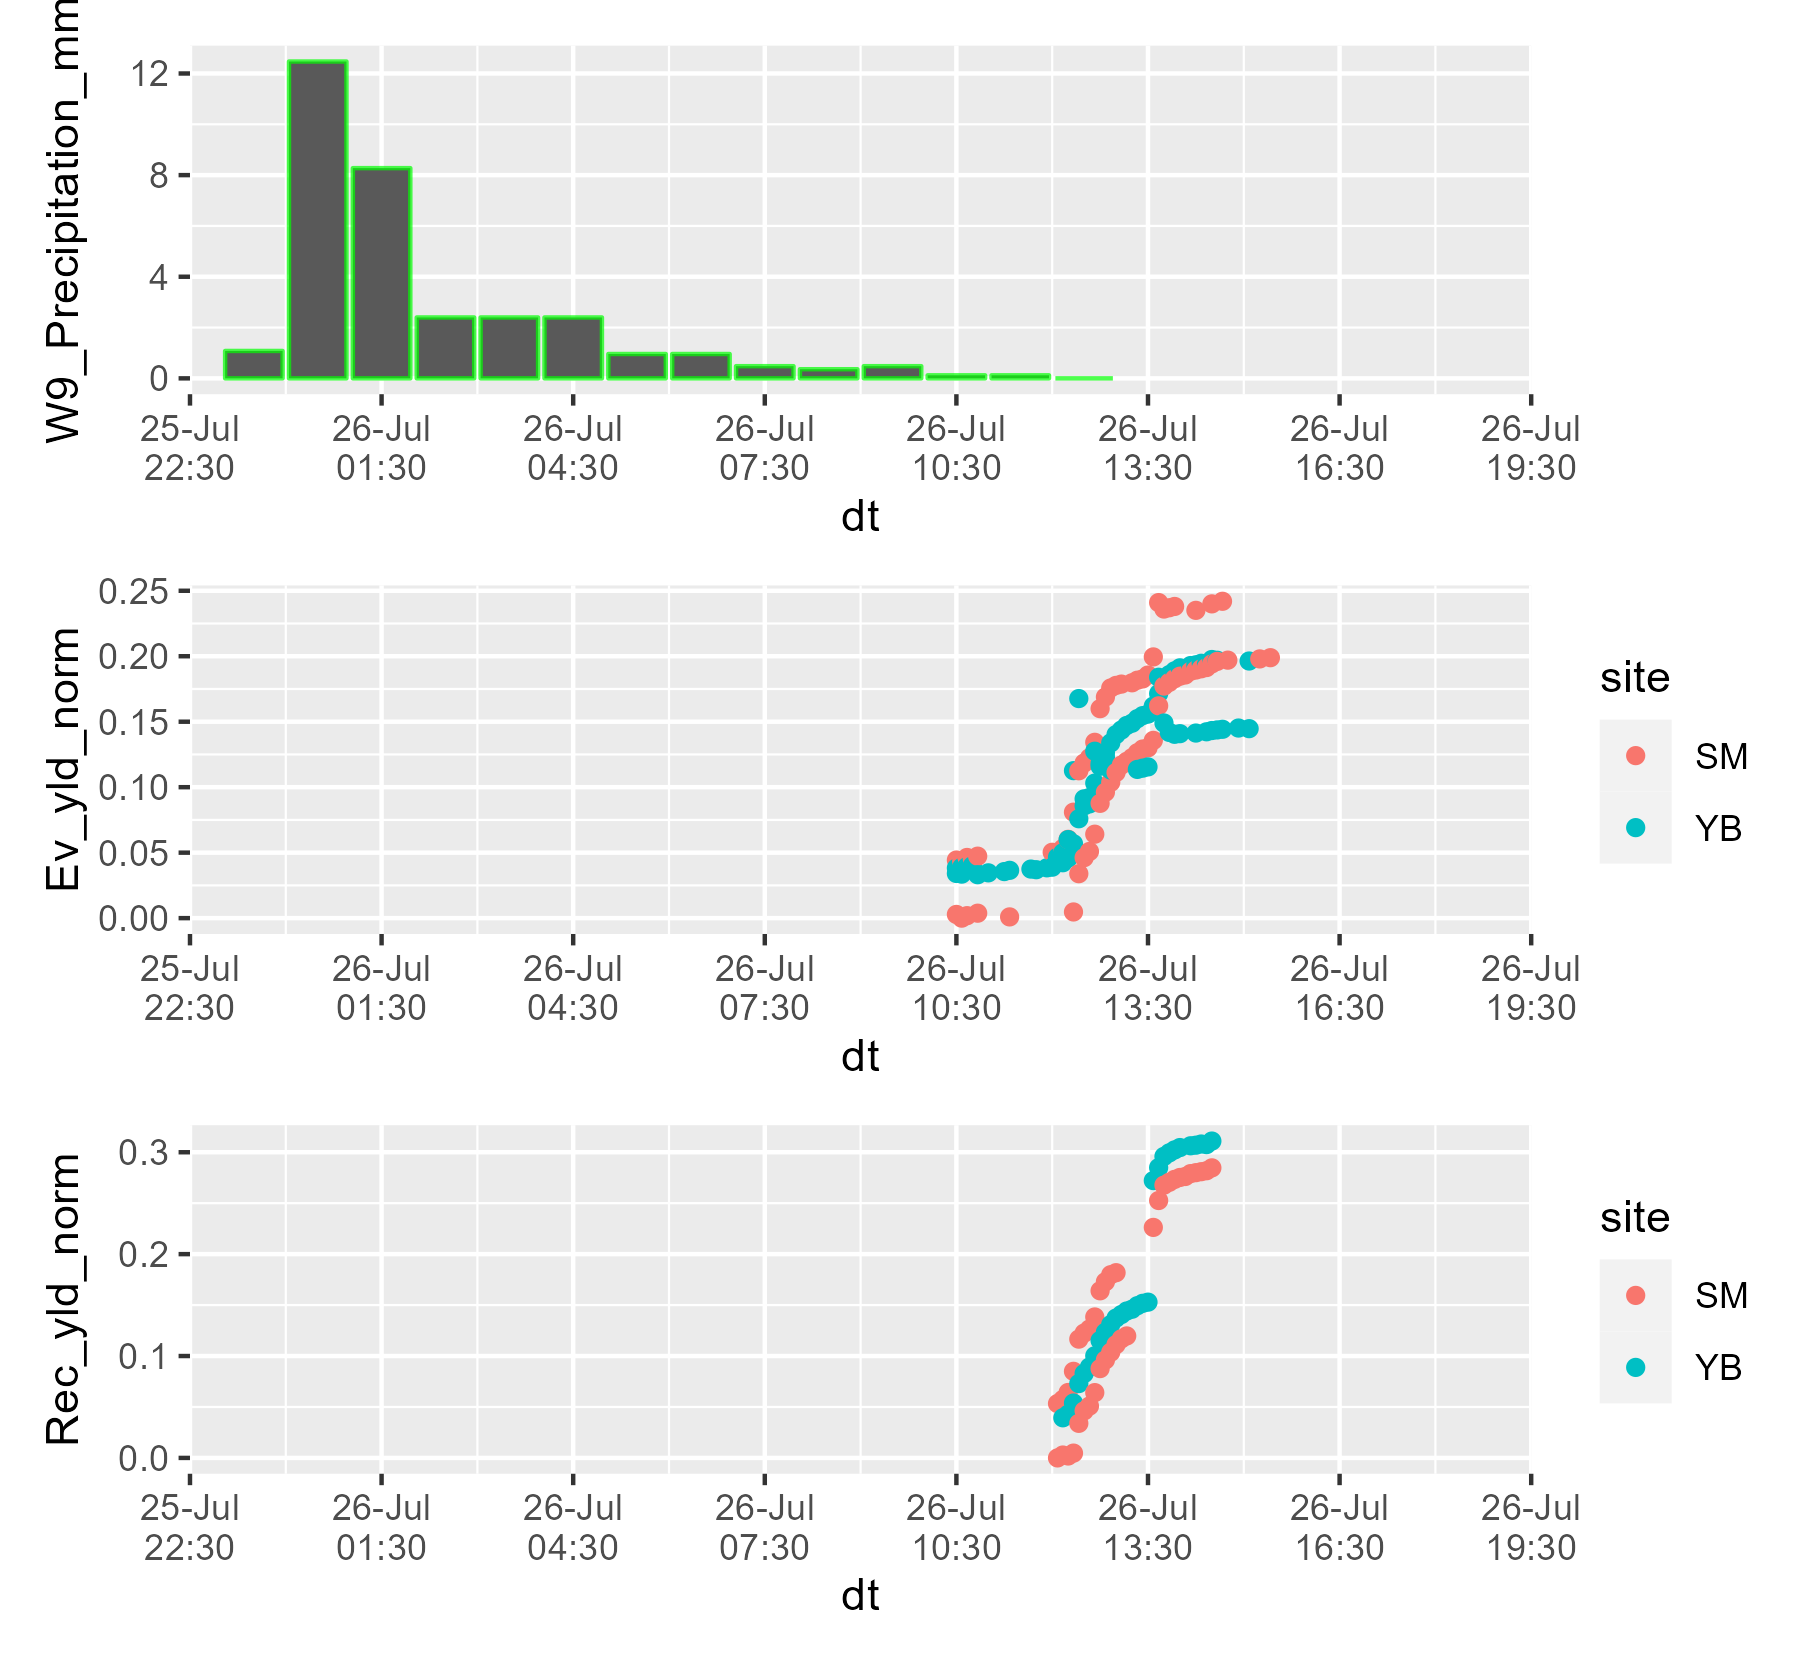 W9_Precipitation_mm
12
8
4
0
25-Jul 26-Jul 26-Jul 26-Jul 26-Jul 26-Jul 26-Jul 26-Jul
22:30 01:30 04:30 07:30 10:30 13:30 16:30 19:30
dt
Ev_yld_norm
0.25
0.20
0.15
0.10
0.05
0.00
25-Jul 26-Jul 26-Jul 26-Jul 26-Jul 26-Jul 26-Jul 26-Jul
22:30 01:30 04:30 07:30 10:30 13:30 16:30 19:30
dt
site
SM
YB
Rec_yld_norm
0.3
0.2
0.1
0.0
25-Jul 26-Jul 26-Jul 26-Jul 26-Jul 26-Jul 26-Jul 26-Jul
22:30 01:30 04:30 07:30 10:30 13:30 16:30 19:30
dt
site
SM
YB